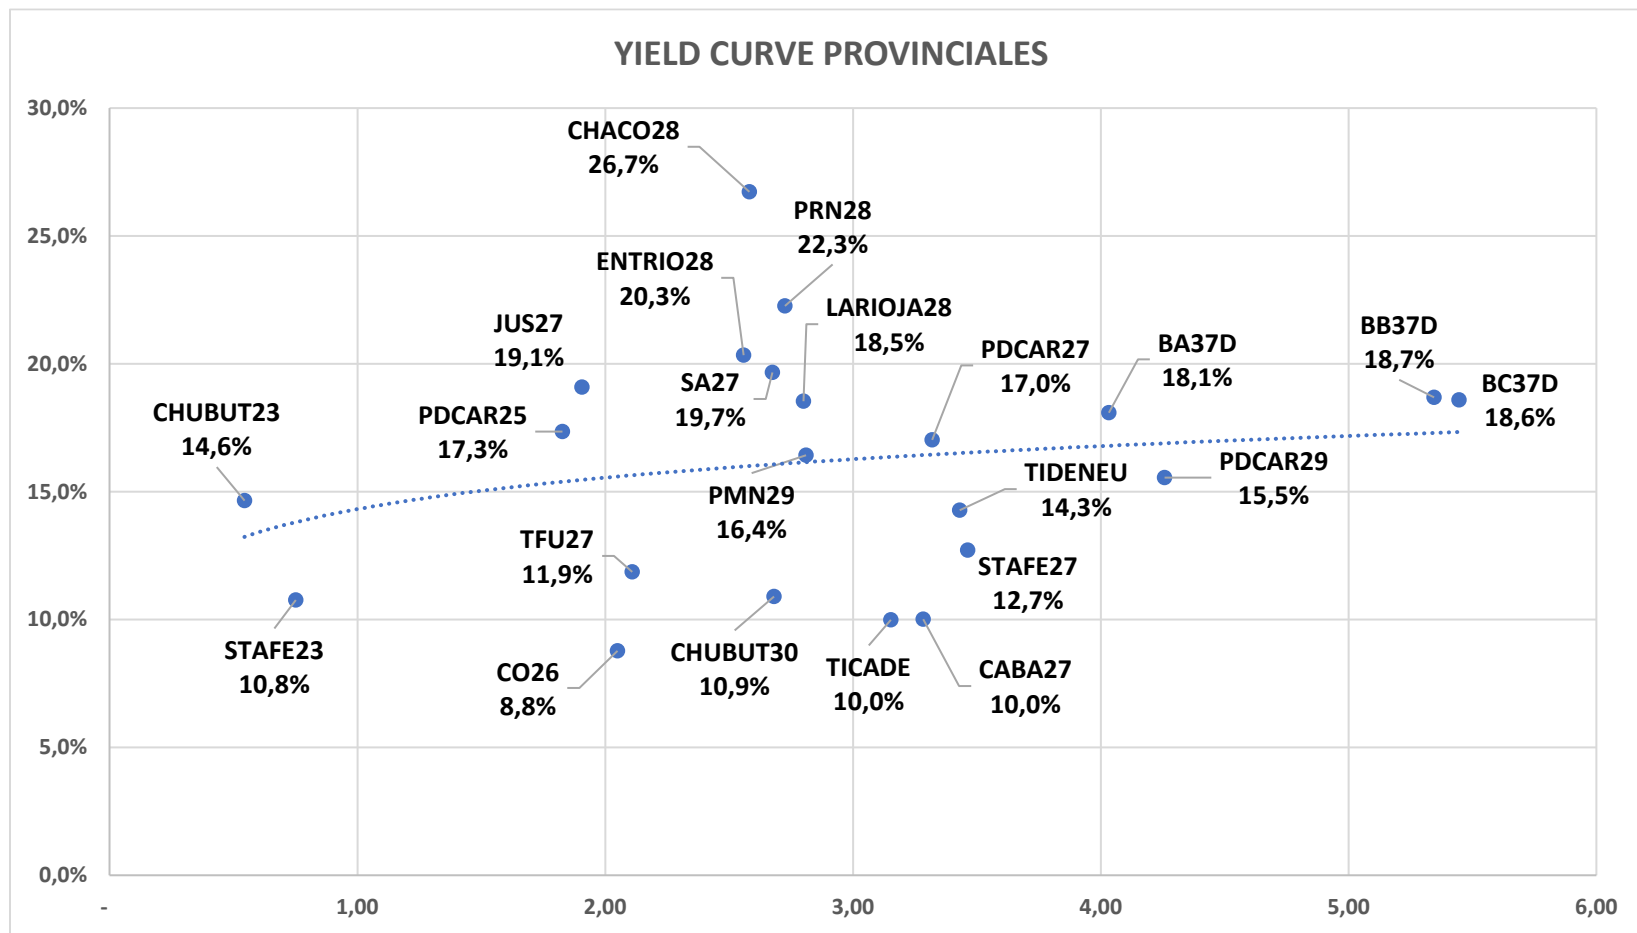 YIELD CURVE PROVINCIALES
30,0%
25,0%
20,0%
15,0%
10,0%
5,0%
0,0%
CHACO28
26,7%
PRN28
22,3%
ENTRIO28
20,3%
LARIOJA28
18,5%
JUS27
19,1%
SA27
19,7%
PDCAR27
17,0%
BA37D
18,1%
BB37D
18,7%
BC37D
18,6%
CHUBUT23
14,6%
PDCAR25
17,3%
PMN29
16,4%
TIDENEU
14,3%
PDCAR29
15,5%
TFU27
11,9%
STAFE27
12,7%
STAFE23
10,8%
CO26
8,8%
CHUBUT30
10,9%
TICADE
10,0%
CABA27
10,0%
-
1,00
2,00
3,00
4,00
5,00
6,00